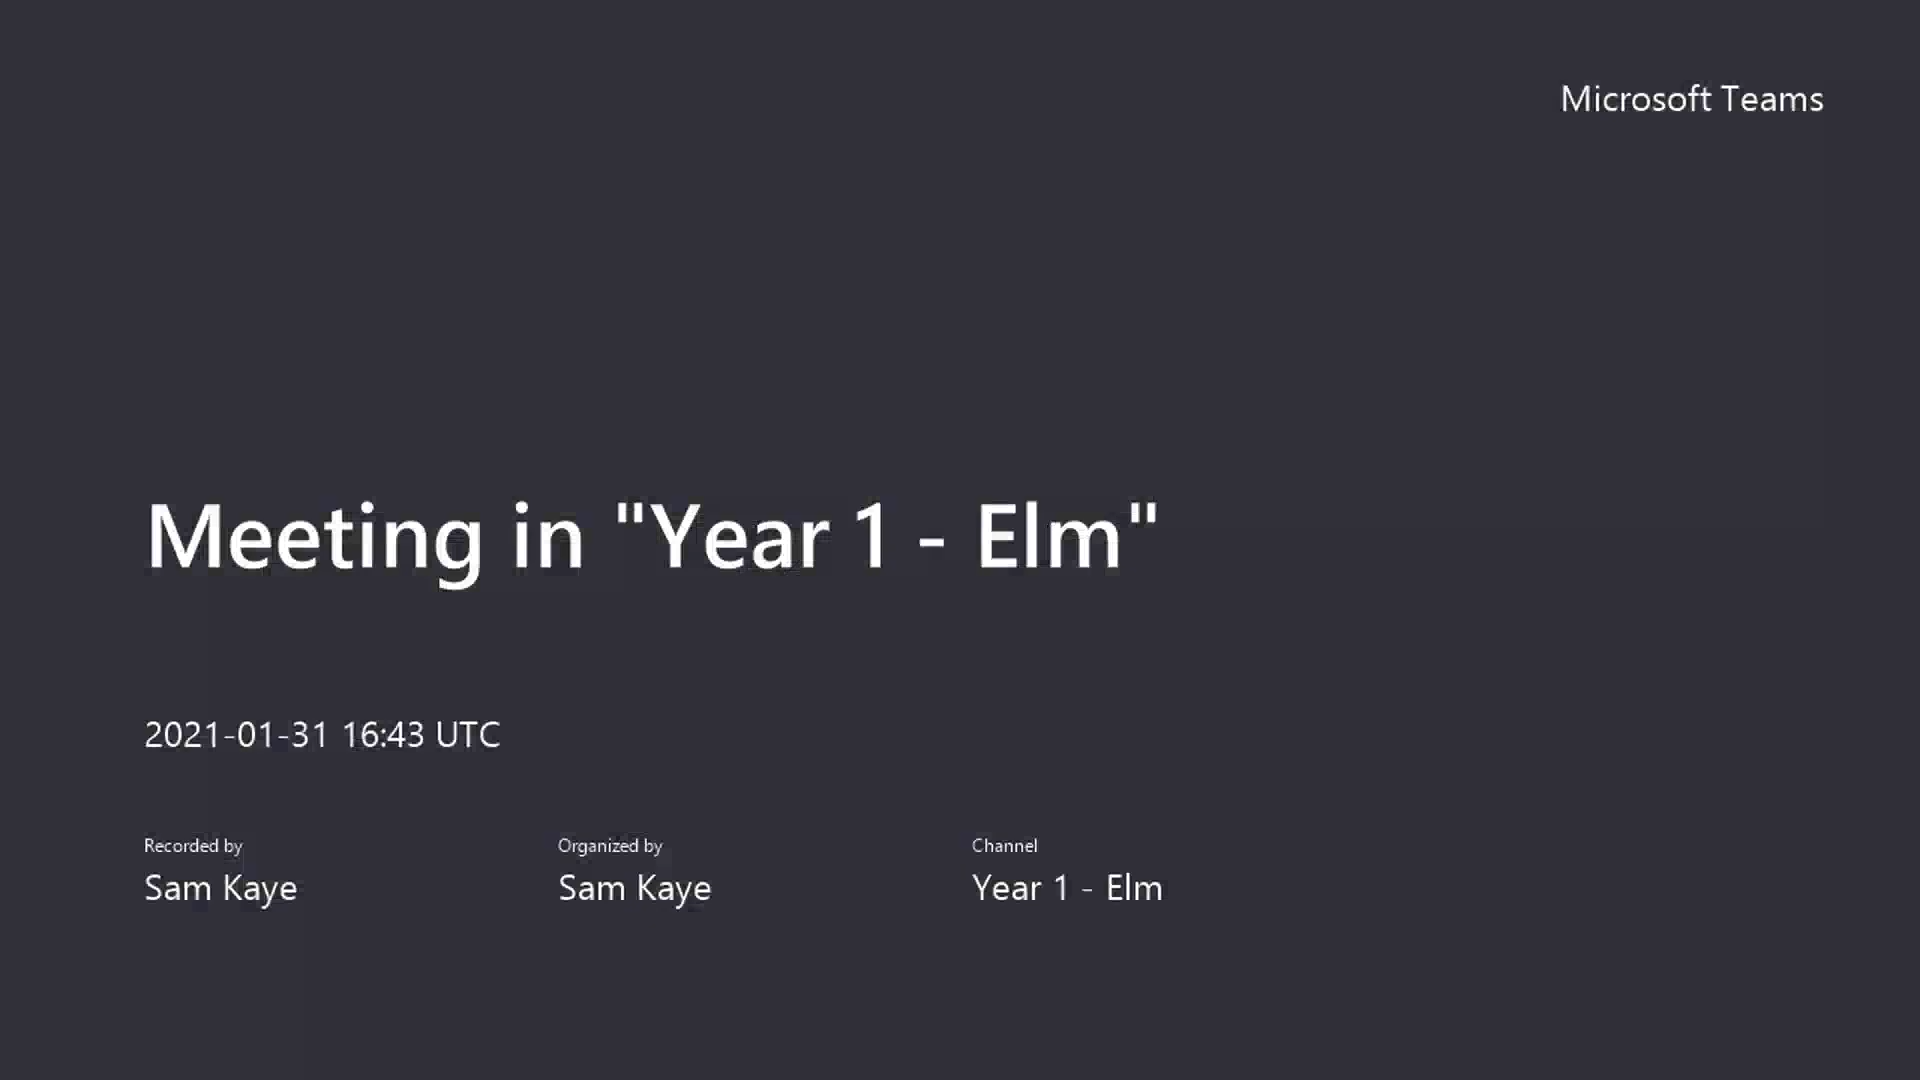 Microsoft Teams
Meeting in "Year 1 - Elm"
2021-01-31 16:43 UTC
Recorded by
Sam Kaye
Organized by
Sam Kaye
Channel
Year 1 - Elm